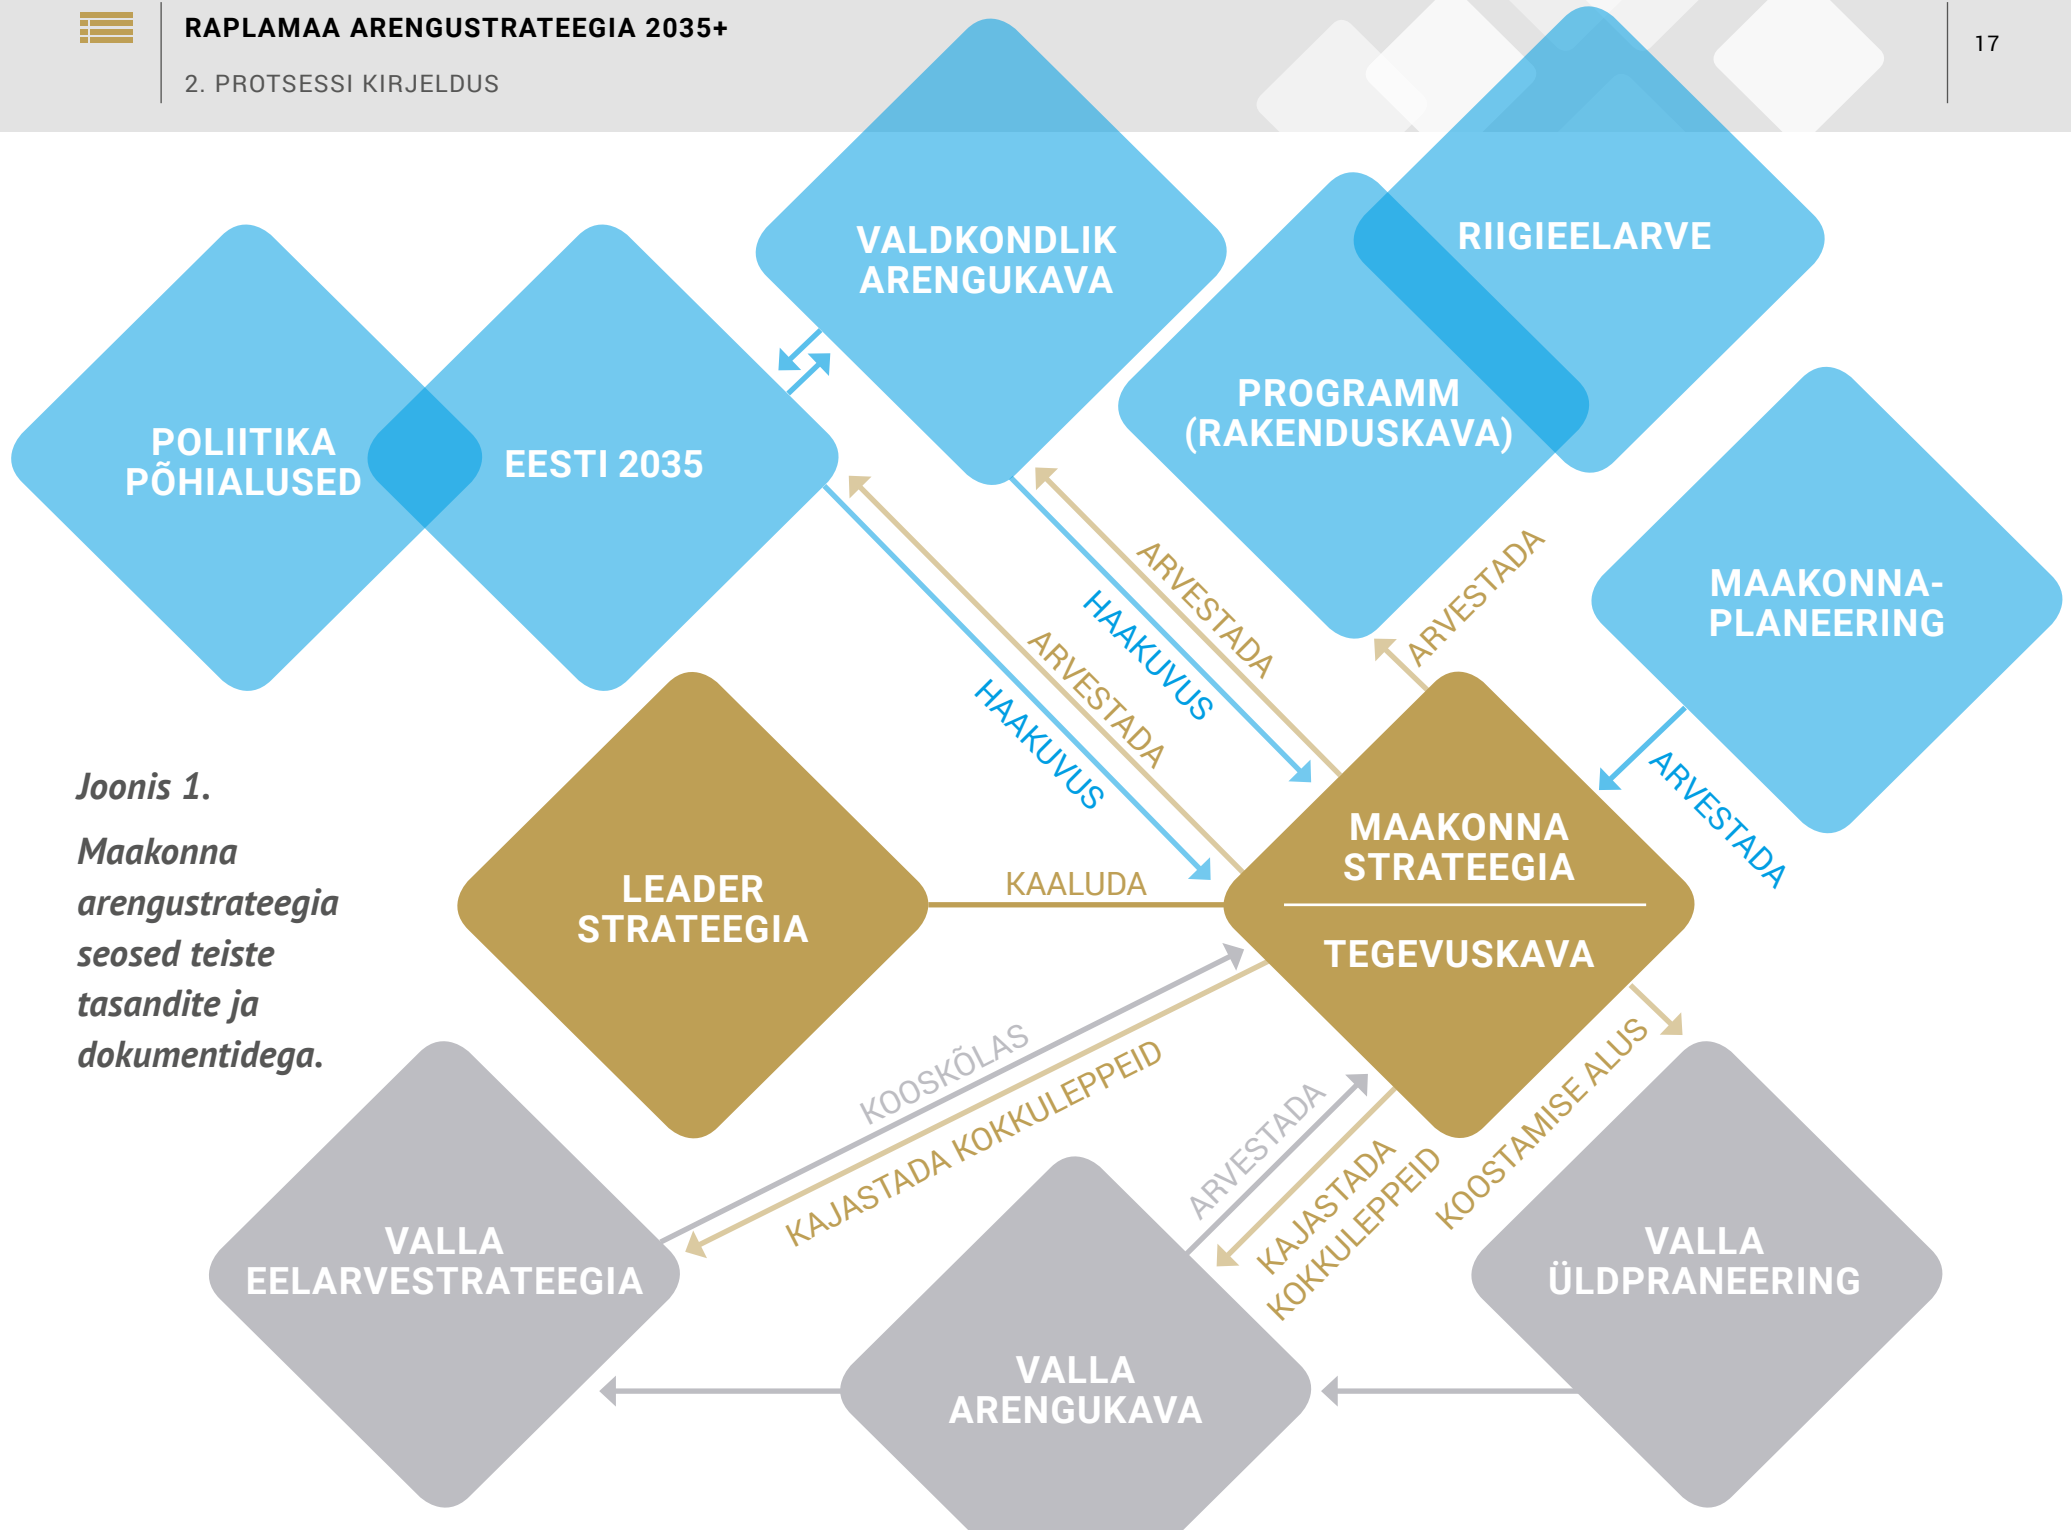 RAPLAMAA ARENGUSTRATEEGIA 2035+
2. PROTSESSI KIRJELDUS
17
VALDKONDLIK
ARENGUKAVA
RIIGIEELARVE
PROGRAMM
(RAKENDUSKAVA)
POLIITIKA
PÕHIALUSED
EESTI 2035
MAAKONNA-
PLANEERING
ARVESTADA
HAAKUVUS
ARVESTADA
ARVESTADA
HAAKUVUS
ARVESTADA
Joonis 1.
Maakonna
arengustrateegia
seosed teiste
tasandite ja
dokumentidega.
LEADER
STRATEEGIA
KAALUDA
MAAKONNA
STRATEEGIA
TEGEVUSKAVA
KOOSKÕLAS
KAJASTADA KOKKULEPPEID
ARVESTADA
KAJASTADA
KOKKULEPPEID
KOOSTAMISE ALUS
VALLA
EELARVESTRATEEGIA
VALLA
ARENGUKAVA
VALLA
ÜLDPRANEERING